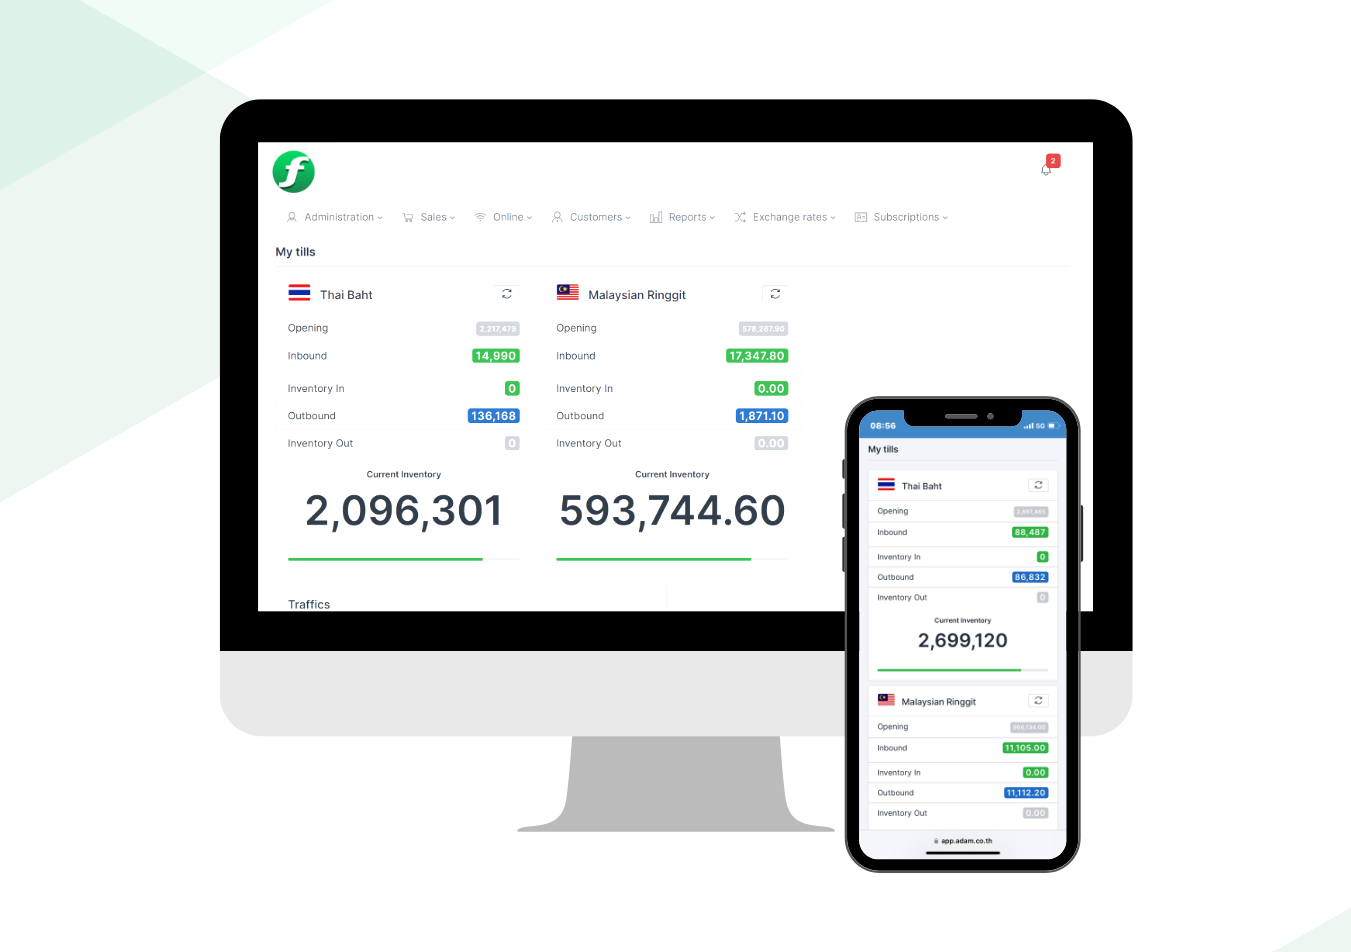 f
2
Administration Sales Online Customers Reports Exchange rates Subscriptions
My tills
Thai Baht
Opening 2,217,479
Inbound 14,990
Inventory In 0
Outbound 136,168
Inventory Out 0
Current Inventory
2,096,301
Malaysian Ringgit
Opening 578,267.90
Inbound 17,347.80
Inventory In 0.00
Outbound 1,871.10
Inventory Out 0.00
Current Inventory
593,744.60
Traffics
08:56 5G
My tills
Thai Baht
Opening
Inbound 88,487
Inventory In 0
Outbound 86,832
Inventory Out 0
Current Inventory
2,699,120
Malaysian Ringgit
Opening
Inbound 11,105.00
Inventory In 0.00
Outbound 11,112.20
Inventory Out 0.00
app.adam.co.th